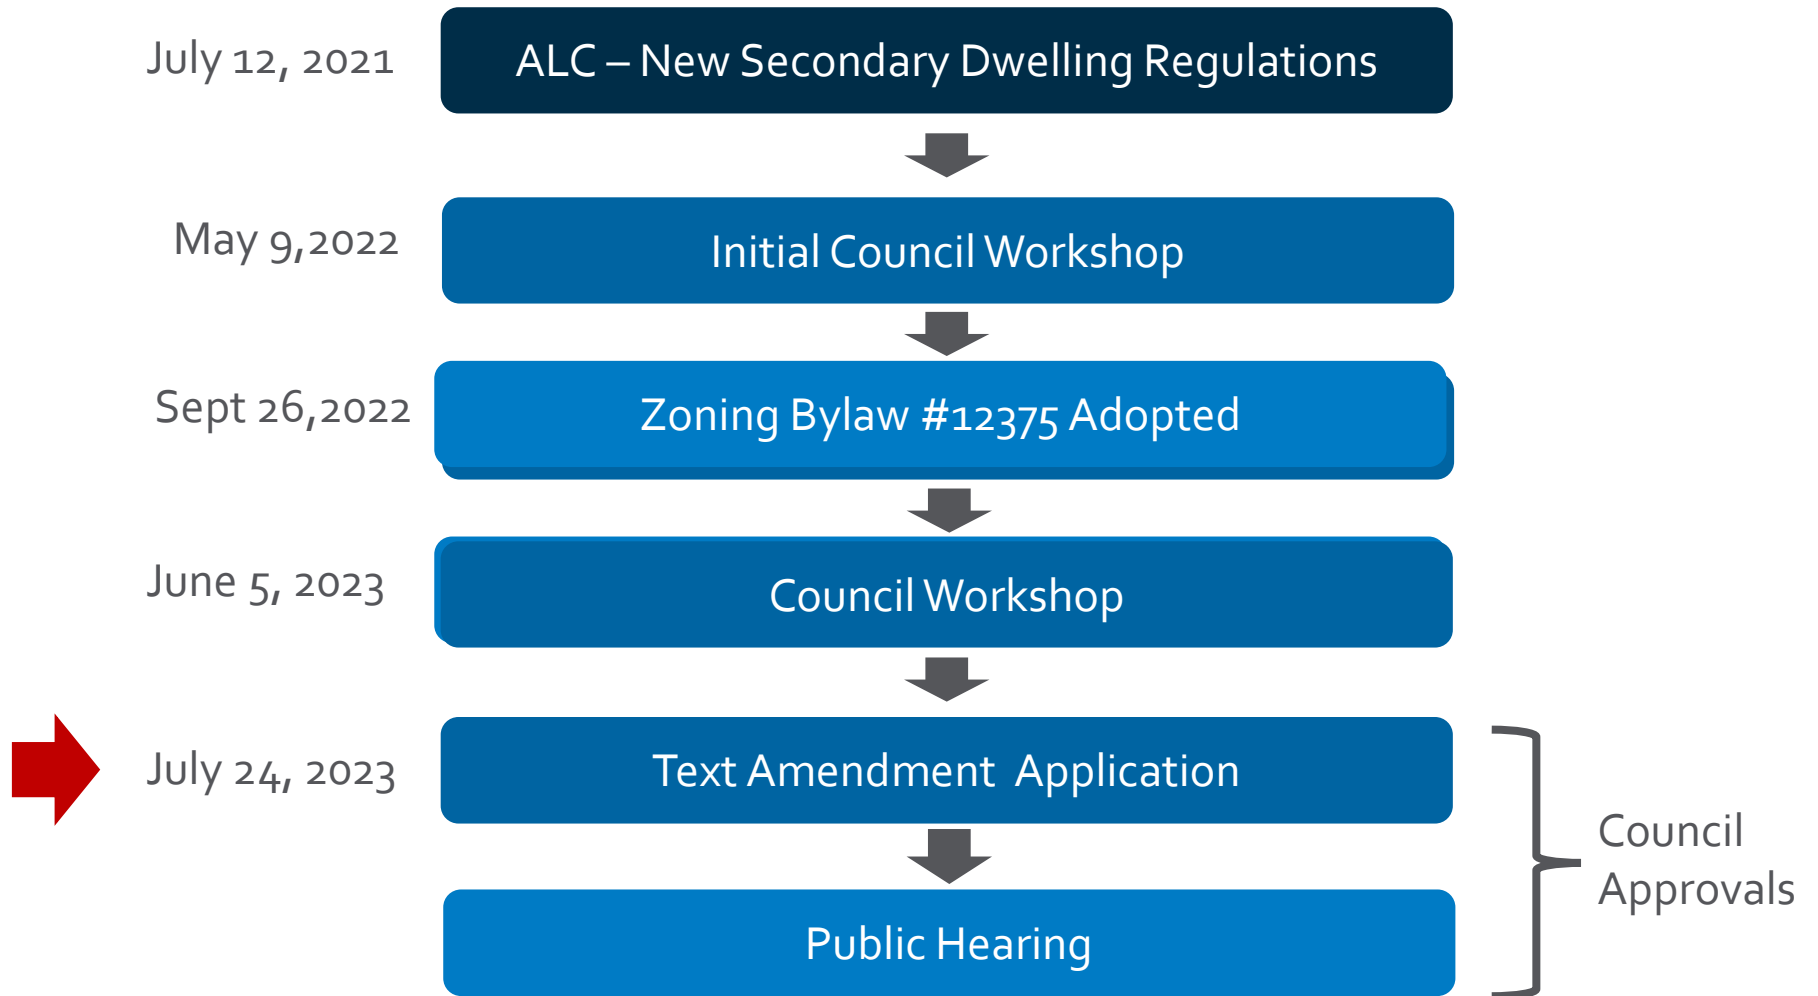 July 12, 2021
ALC – New Secondary Dwelling Regulations
May 9,2022
Initial Council Workshop
Sept 26,2022
Zoning Bylaw #12375 Adopted
June 5, 2023
Council Workshop
July 24, 2023
Text Amendment  Application
Council
Approvals
Public Hearing